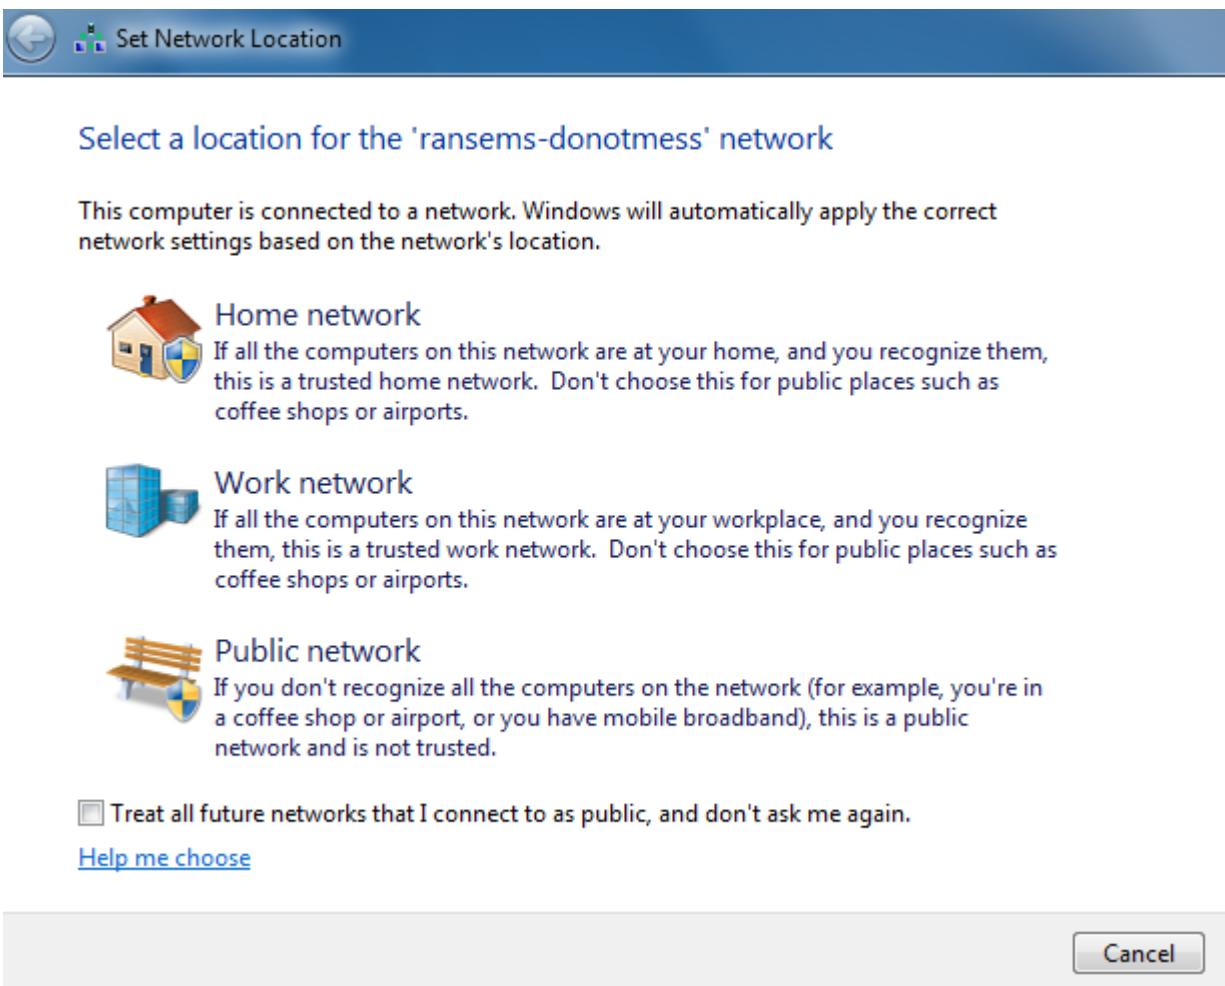 Set Network Location
Select a location for the 'ransems-donotmess' network
This computer is connected to a network. Windows will automatically apply the correct
network settings based on the network's location.
Home network
If all the computers on this network are at your home, and you recognize them,
this is a trusted home network.  Don't choose this for public places such as
coffee shops or airports.
Work network
If all the computers on this network are at your workplace, and you recognize
them, this is a trusted work network.  Don't choose this for public places such as
coffee shops or airports.
Public network
If you don't recognize all the computers on the network (for example, you're in
a coffee shop or airport, or you have mobile broadband), this is a public
network and is not trusted.
Treat all future networks that I connect to as public, and don't ask me again.
Help me choose
Cancel